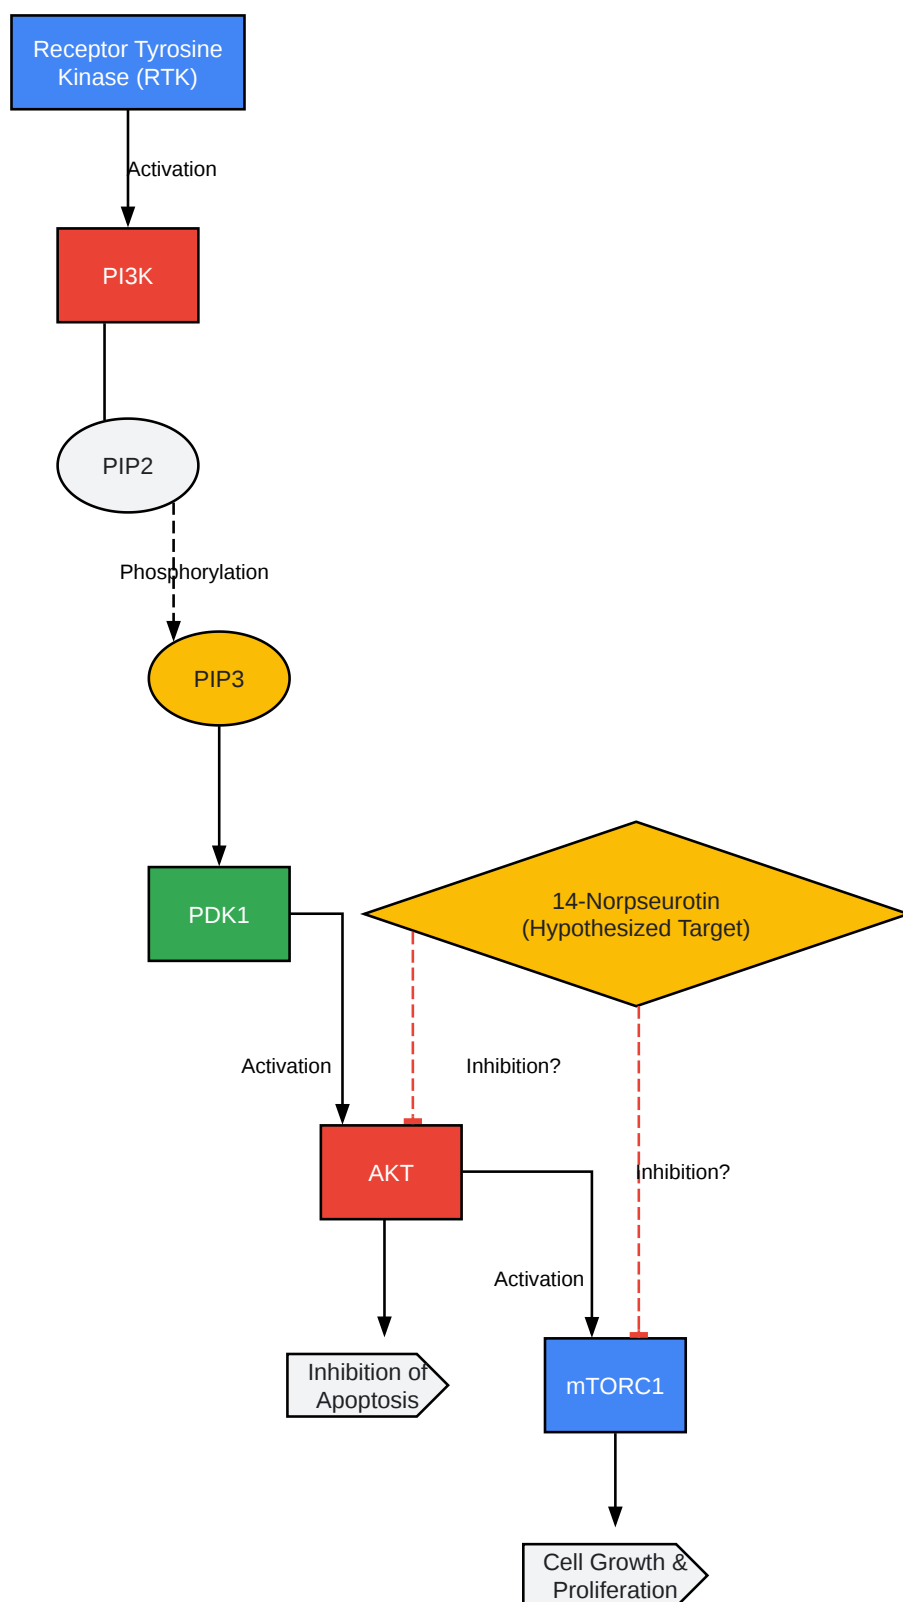 Receptor Tyrosine
Kinase (RTK)
Activation
PI3K
PIP2
Phosphorylation
PIP3
PDK1
14-Norpseurotin
(Hypothesized Target)
Activation
Inhibition?
AKT
Inhibition?
Activation
Inhibition of
Apoptosis
mTORC1
Cell Growth &
Proliferation